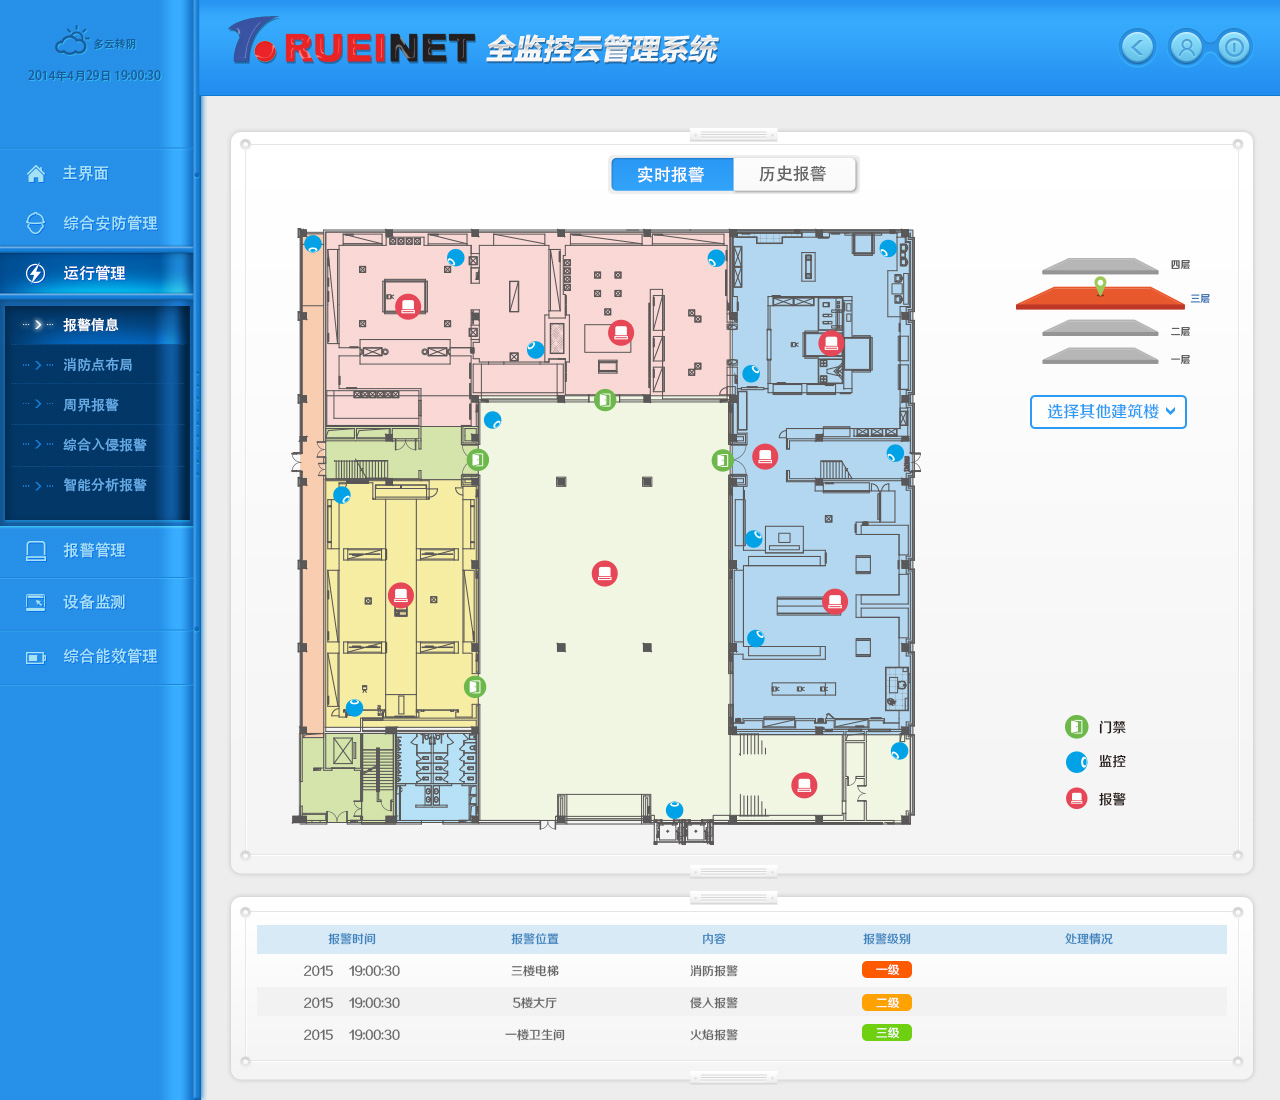 多云转阴
2014年4月29日 19:00:30
RUEINET 全监控云管理系统
主界面
综合安防管理
运行管理
报警信息
消防点布局
周界报警
综合入侵报警
智能分析报警
报警管理
设备监测
综合能效管理
实时报警 历史报警
四层
三层
二层
一层
选择其他建筑楼
门禁
监控
报警
报警时间 报警位置 内容 报警级别 处理情况
2015 19:00:30 三楼电梯 消防报警 一级
2015 19:00:30 5楼大厅 侵人报警 二级
2015 19:00:30 一楼卫生间 火焰报警 三级